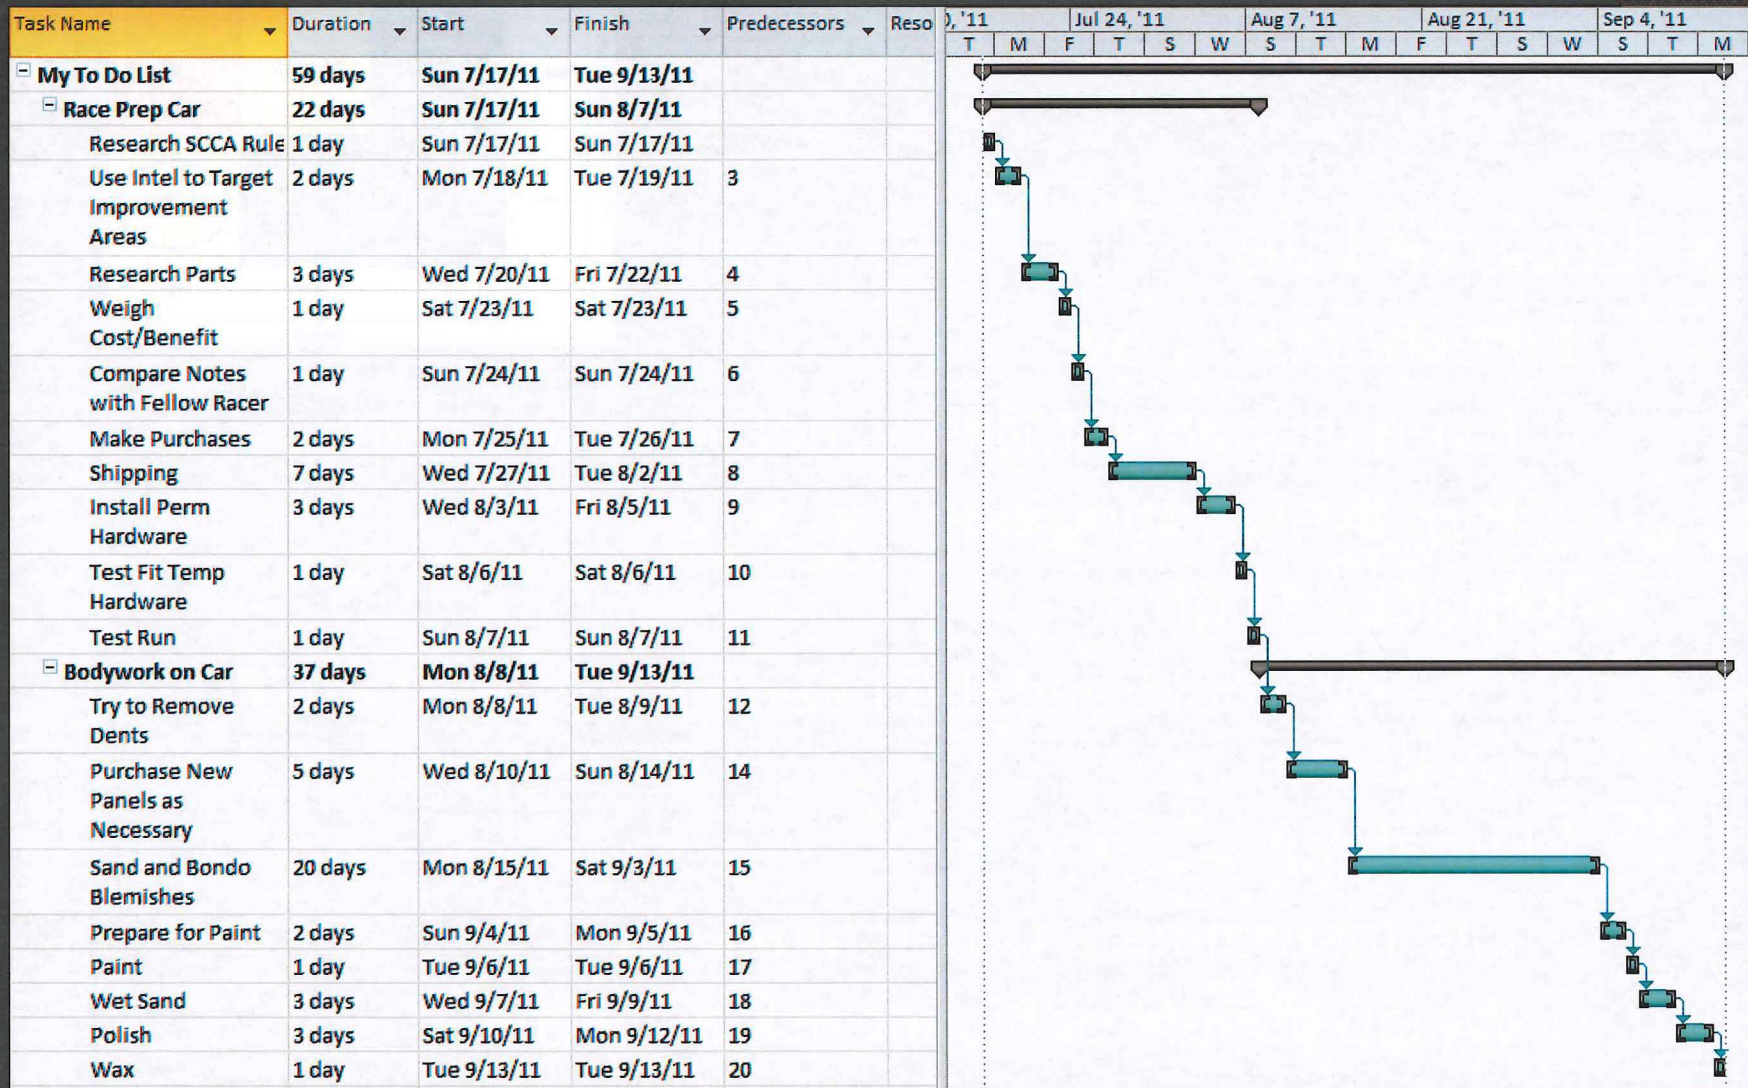 Task Name Duration Start Finish Predecessors Reso
, '11 Jul 24, '11 Aug 7, '11 Aug 21, '11 Sep 4, '11
T M F T S W S T M F T S W S T M
My To Do List 59 days Sun 7/17/11 Tue 9/13/11
Race Prep Car 22 days Sun 7/17/11 Sun 8/7/11
Research SCCA Rule 1 day Sun 7/17/11 Sun 7/17/11
Use Intel to Target 2 days Mon 7/18/11 Tue 7/19/11 3
Improvement
Areas
Research Parts 3 days Wed 7/20/11 Fri 7/22/11 4
Weigh 1 day Sat 7/23/11 Sat 7/23/11 5
Cost/Benefit
Compare Notes 1 day Sun 7/24/11 Sun 7/24/11 6
with Fellow Racer
Make Purchases 2 days Mon 7/25/11 Tue 7/26/11 7
Shipping 7 days Wed 7/27/11 Tue 8/2/11 8
Install Perm 3 days Wed 8/3/11 Fri 8/5/11 9
Hardware
Test Fit Temp 1 day Sat 8/6/11 Sat 8/6/11 10
Hardware
Test Run 1 day Sun 8/7/11 Sun 8/7/11 11
Bodywork on Car 37 days Mon 8/8/11 Tue 9/13/11
Try to Remove 2 days Mon 8/8/11 Tue 8/9/11 12
Dents
Purchase New 5 days Wed 8/10/11 Sun 8/14/11 14
Panels as
Necessary
Sand and Bondo 20 days Mon 8/15/11 Sat 9/3/11 15
Blemishes
Prepare for Paint 2 days Sun 9/4/11 Mon 9/5/11 16
Paint 1 day Tue 9/6/11 Tue 9/6/11 17
Wet Sand 3 days Wed 9/7/11 Fri 9/9/11 18
Polish 3 days Sat 9/10/11 Mon 9/12/11 19
Wax 1 day Tue 9/13/11 Tue 9/13/11 20